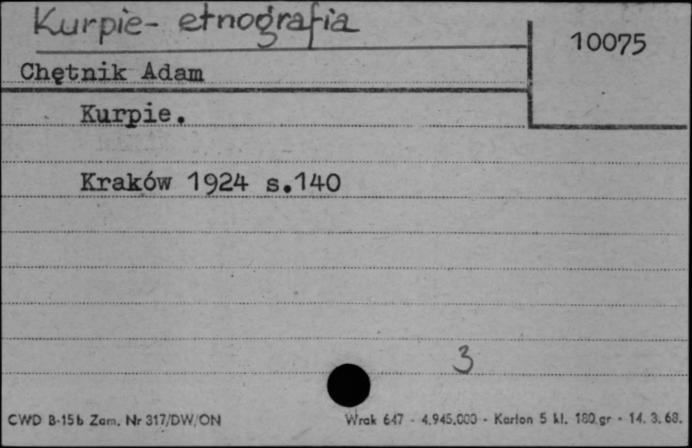 Kurpie- etnografia
10075
Chętnik Adam
Kurpie.
Kraków 1924 s.140
3
CWD B-15b Zam. Nr 317/DW/ON
Wrak 647 - 4.945.000 - Karton 5 kl. 180 gr - 14. 3. 68.